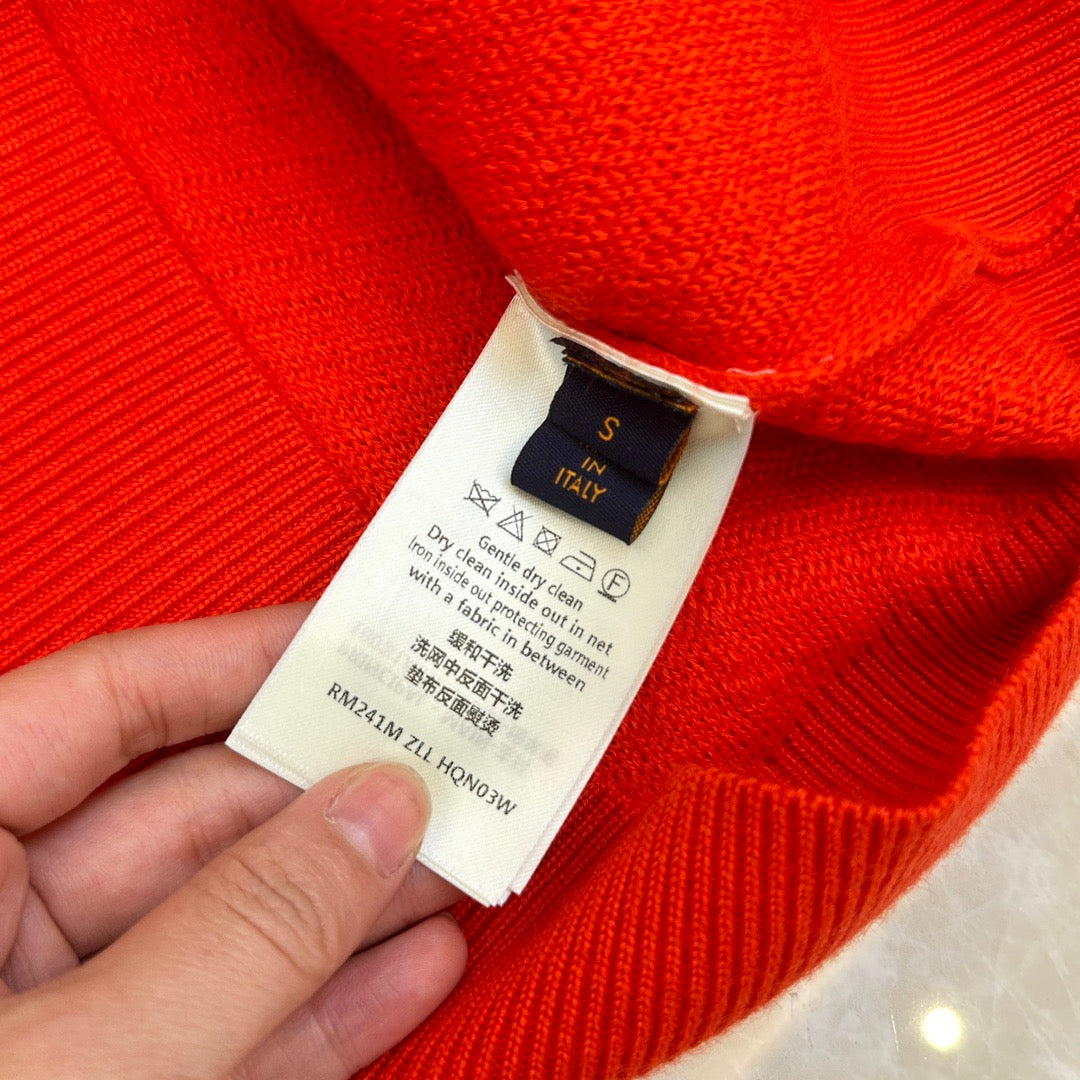 S
IN
ITALY
Gentle dry clean
Dry clean inside out in net
Iron inside out protecting garment
with a fabric in between
缓和干洗
洗网中反面干洗
垫布反面熨烫
RM241M ZLL HQN03W